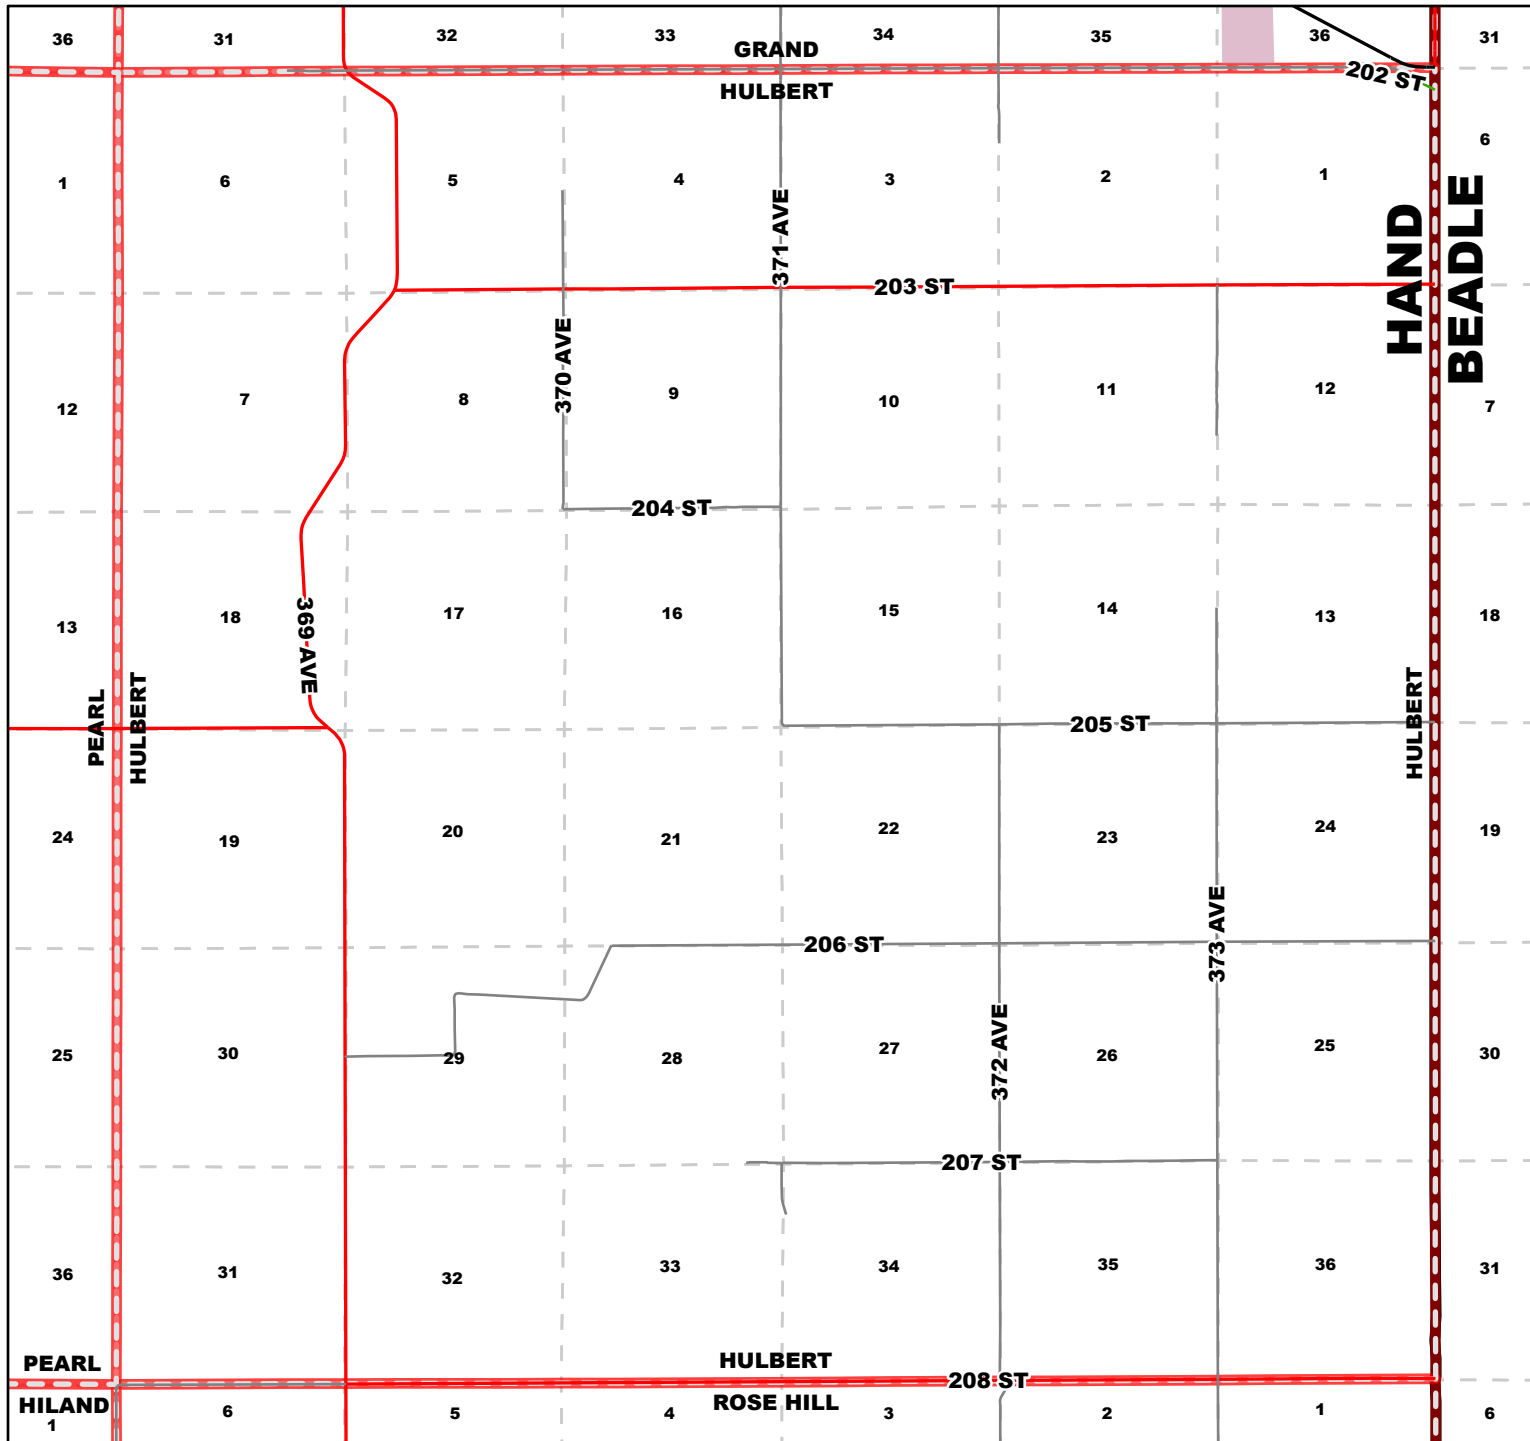 36 31 32 33 34 35 36 31
GRAND
HULBERT
202 ST
6
1 6 5 4 3 2 1
371 AVE
HAND
BEADLE
203 ST
370 AVE
12 7 8 9 10 11 12 7
204 ST
13 18 17 16 15 14 13 18
369 AVE
PEARL
HULBERT
205 ST
HULBERT
24 19 20 21 22 23 24 19
206 ST
373 AVE
372 AVE
25 30 29 28 27 26 25 30
207 ST
36 31 32 33 34 35 36 31
PEARL
HULBERT
208 ST
HILAND
ROSE HILL
1 6 5 4 3 2 1 6